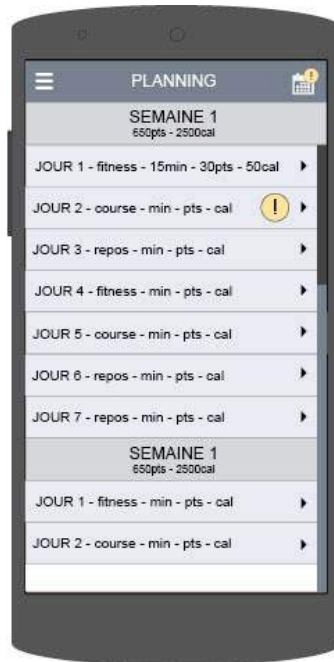 PLANNING
!
SEMAINE 1
650pts - 2500cal
JOUR 1 - fitness - 15min - 30pts - 50cal
JOUR 2 - course - min - pts - cal
!
JOUR 3 - repos - min - pts - cal
JOUR 4 - fitness - min - pts - cal
JOUR 5 - course - min - pts - cal
JOUR 6 - repos - min - pts - cal
JOUR 7 - repos - min - pts - cal
SEMAINE 1
650pts - 2500cal
JOUR 1 - fitness - min - pts - cal
JOUR 2 - course - min - pts - cal